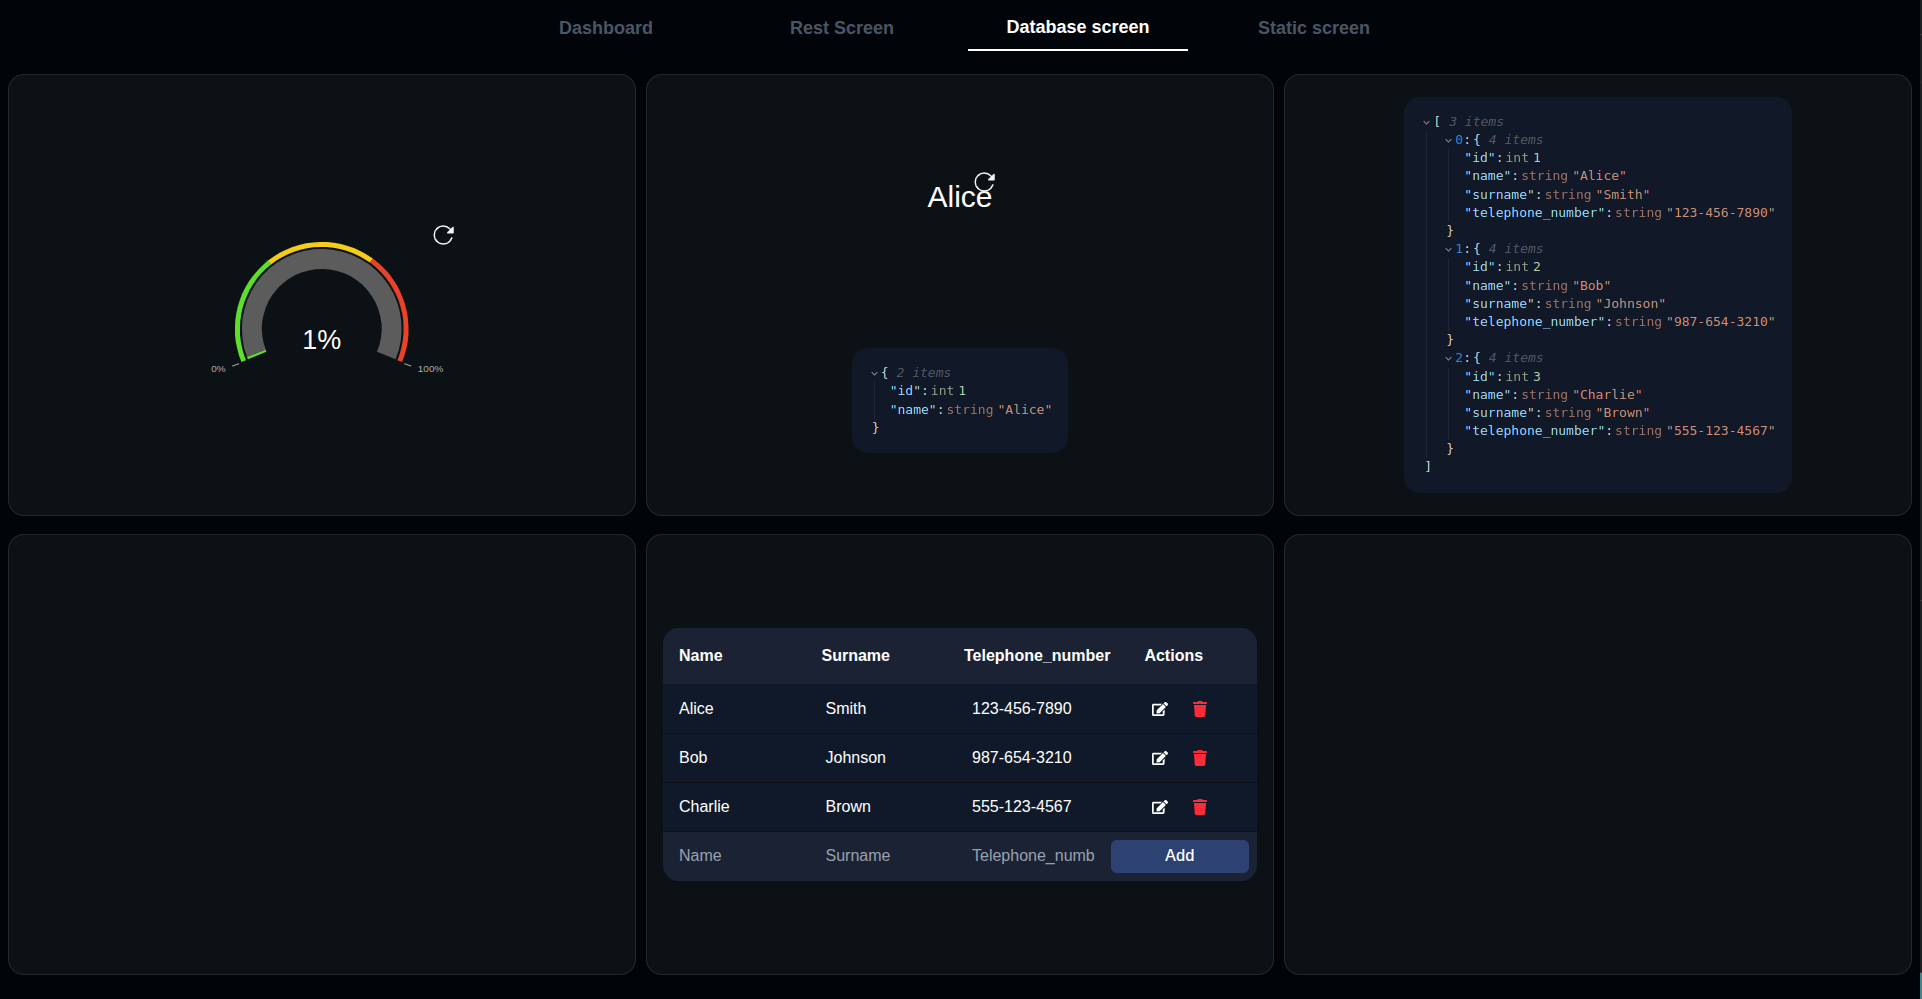 Dashboard
Rest Screen
Database screen
Static screen
1%
0%
100%
Alice
{ 2 items
"id":int 1
"name":string "Alice"
}
[ 3 items
0:{ 4 items
"id":int 1
"name":string "Alice"
"surname":string "Smith"
"telephone_number":string "123-456-7890"
}
1:{ 4 items
"id":int 2
"name":string "Bob"
"surname":string "Johnson"
"telephone_number":string "987-654-3210"
}
2:{ 4 items
"id":int 3
"name":string "Charlie"
"surname":string "Brown"
"telephone_number":string "555-123-4567"
}
]
Name Surname Telephone_number Actions
Alice Smith 123-456-7890
Bob Johnson 987-654-3210
Charlie Brown 555-123-4567
Name Surname Telephone_numb Add